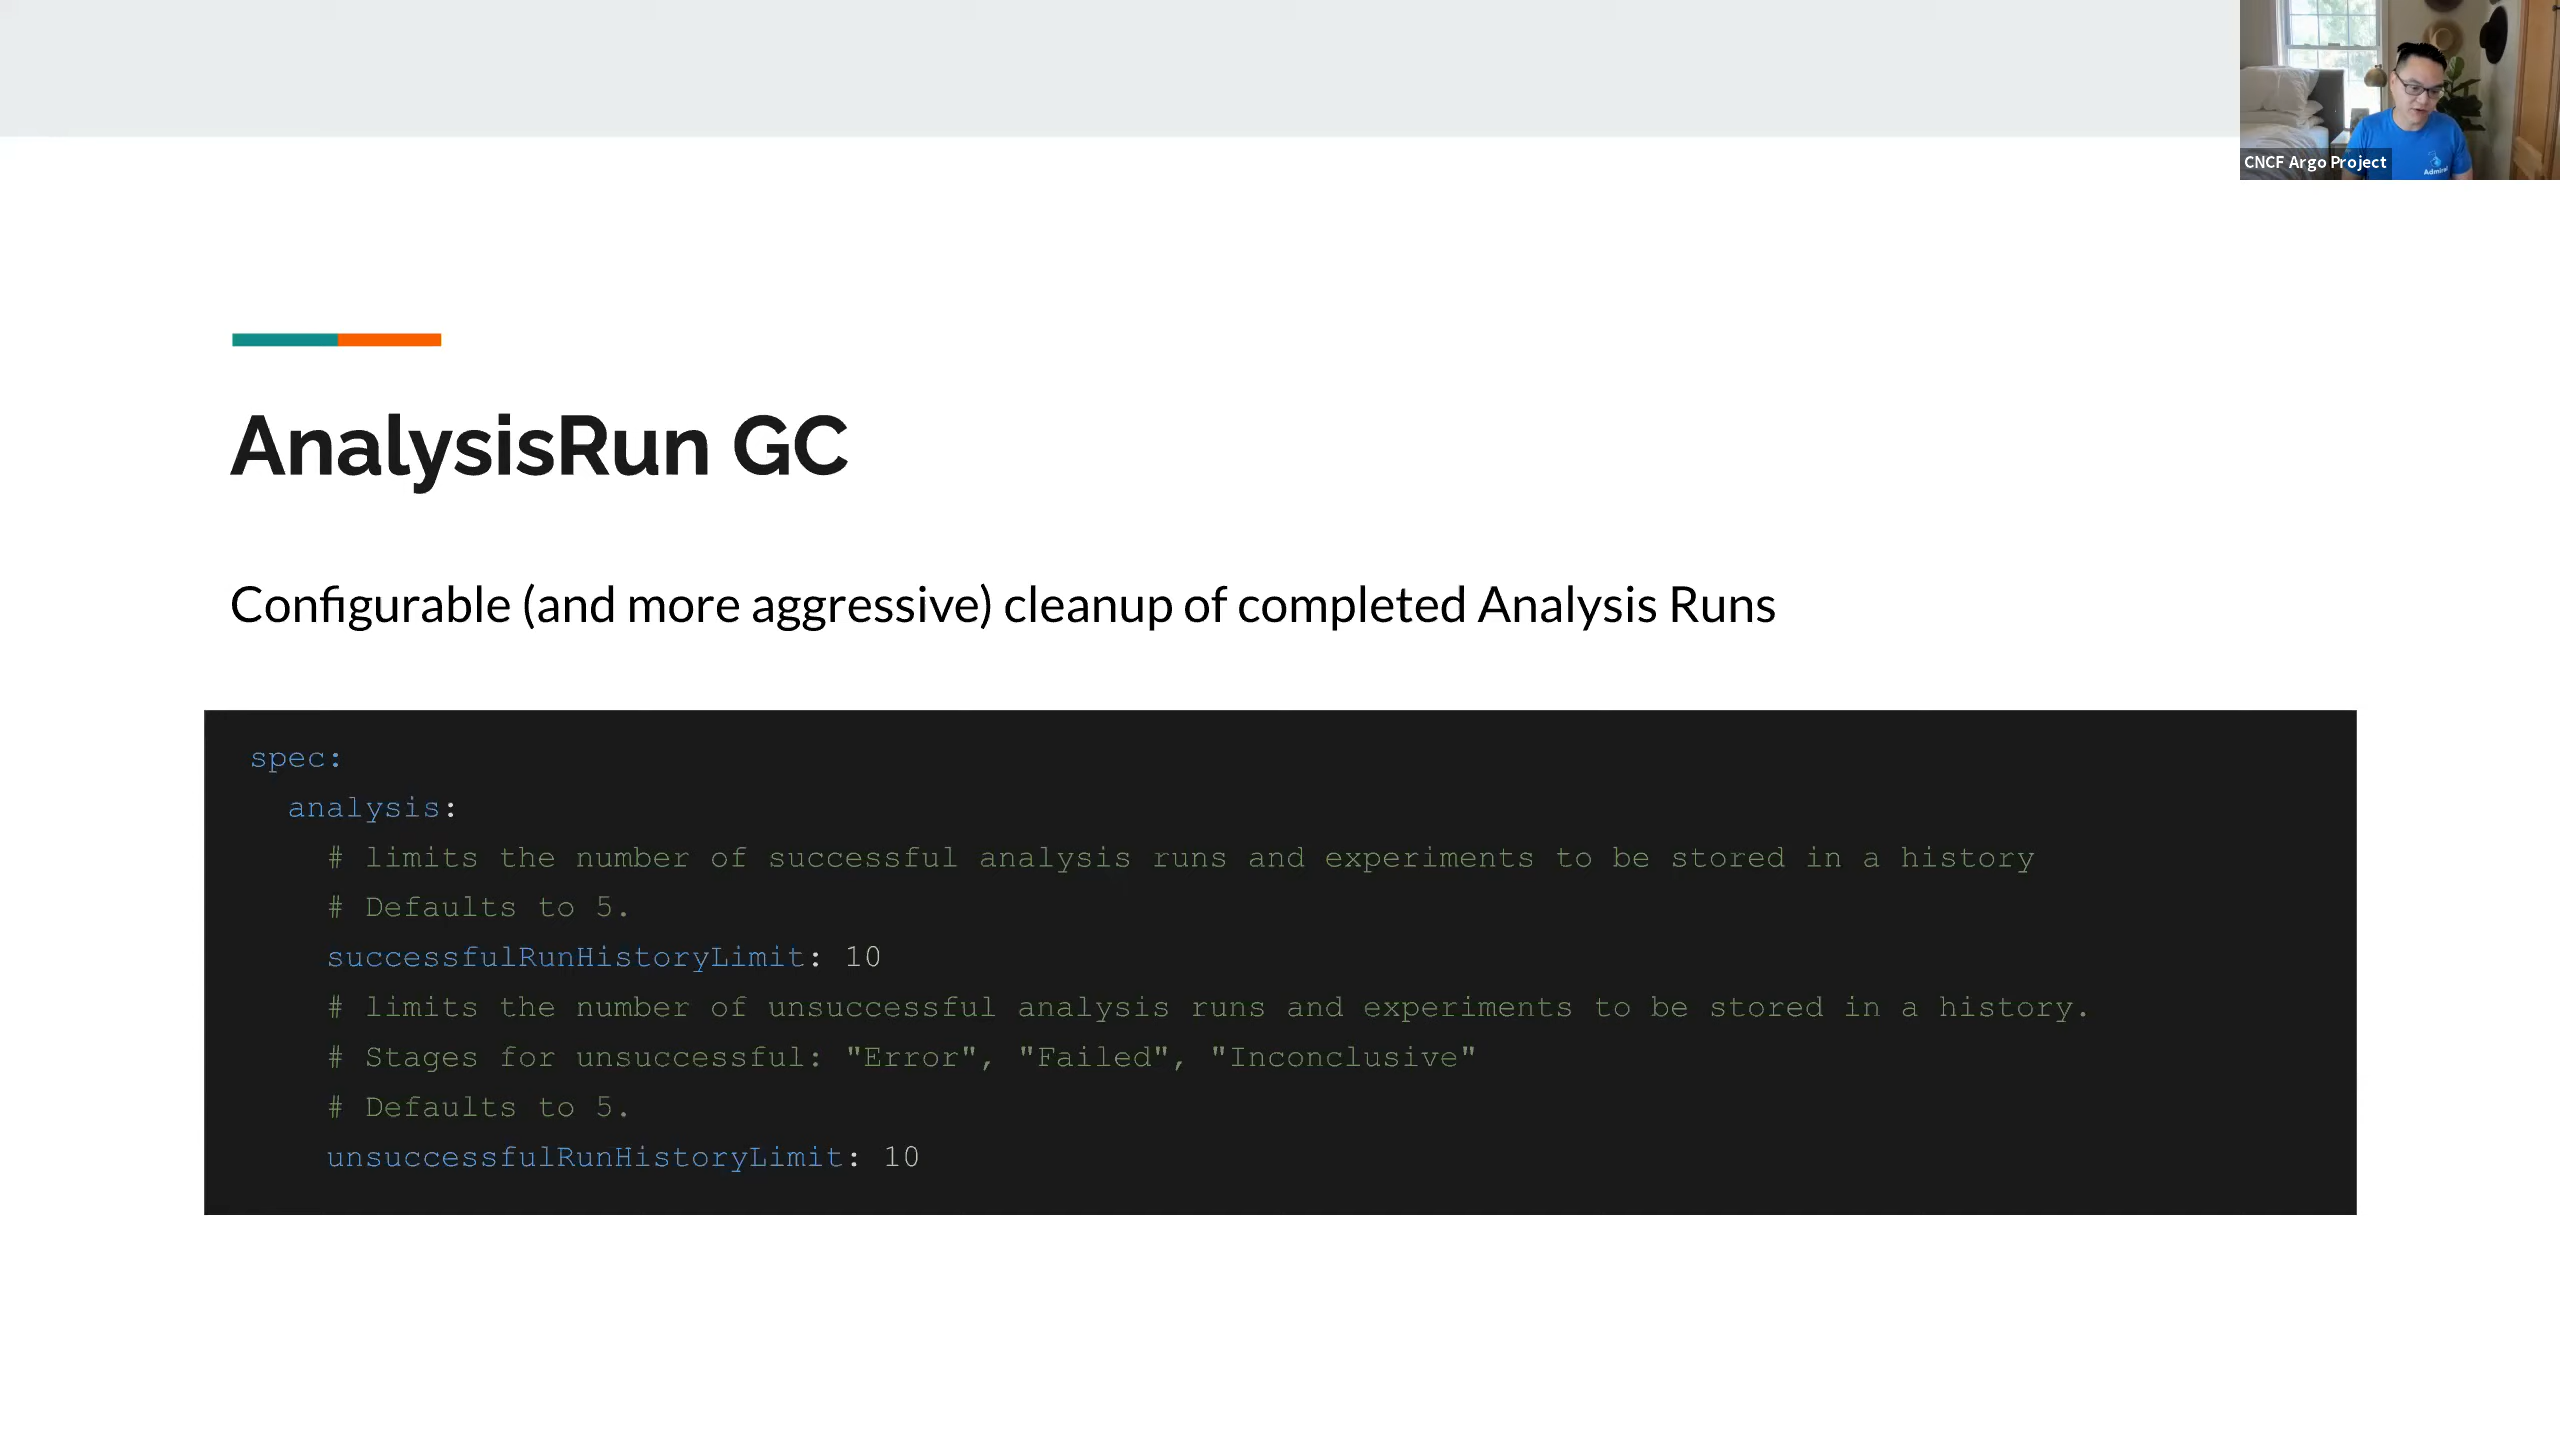 CNCF Argo Project
AnalysisRun GC
Configurable (and more aggressive) cleanup of completed Analysis Runs
spec:
  analysis:
    # limits the number of successful analysis runs and experiments to be stored in a history
    # Defaults to 5.
    successfulRunHistoryLimit: 10
    # limits the number of unsuccessful analysis runs and experiments to be stored in a history.
    # Stages for unsuccessful: "Error", "Failed", "Inconclusive"
    # Defaults to 5.
    unsuccessfulRunHistoryLimit: 10